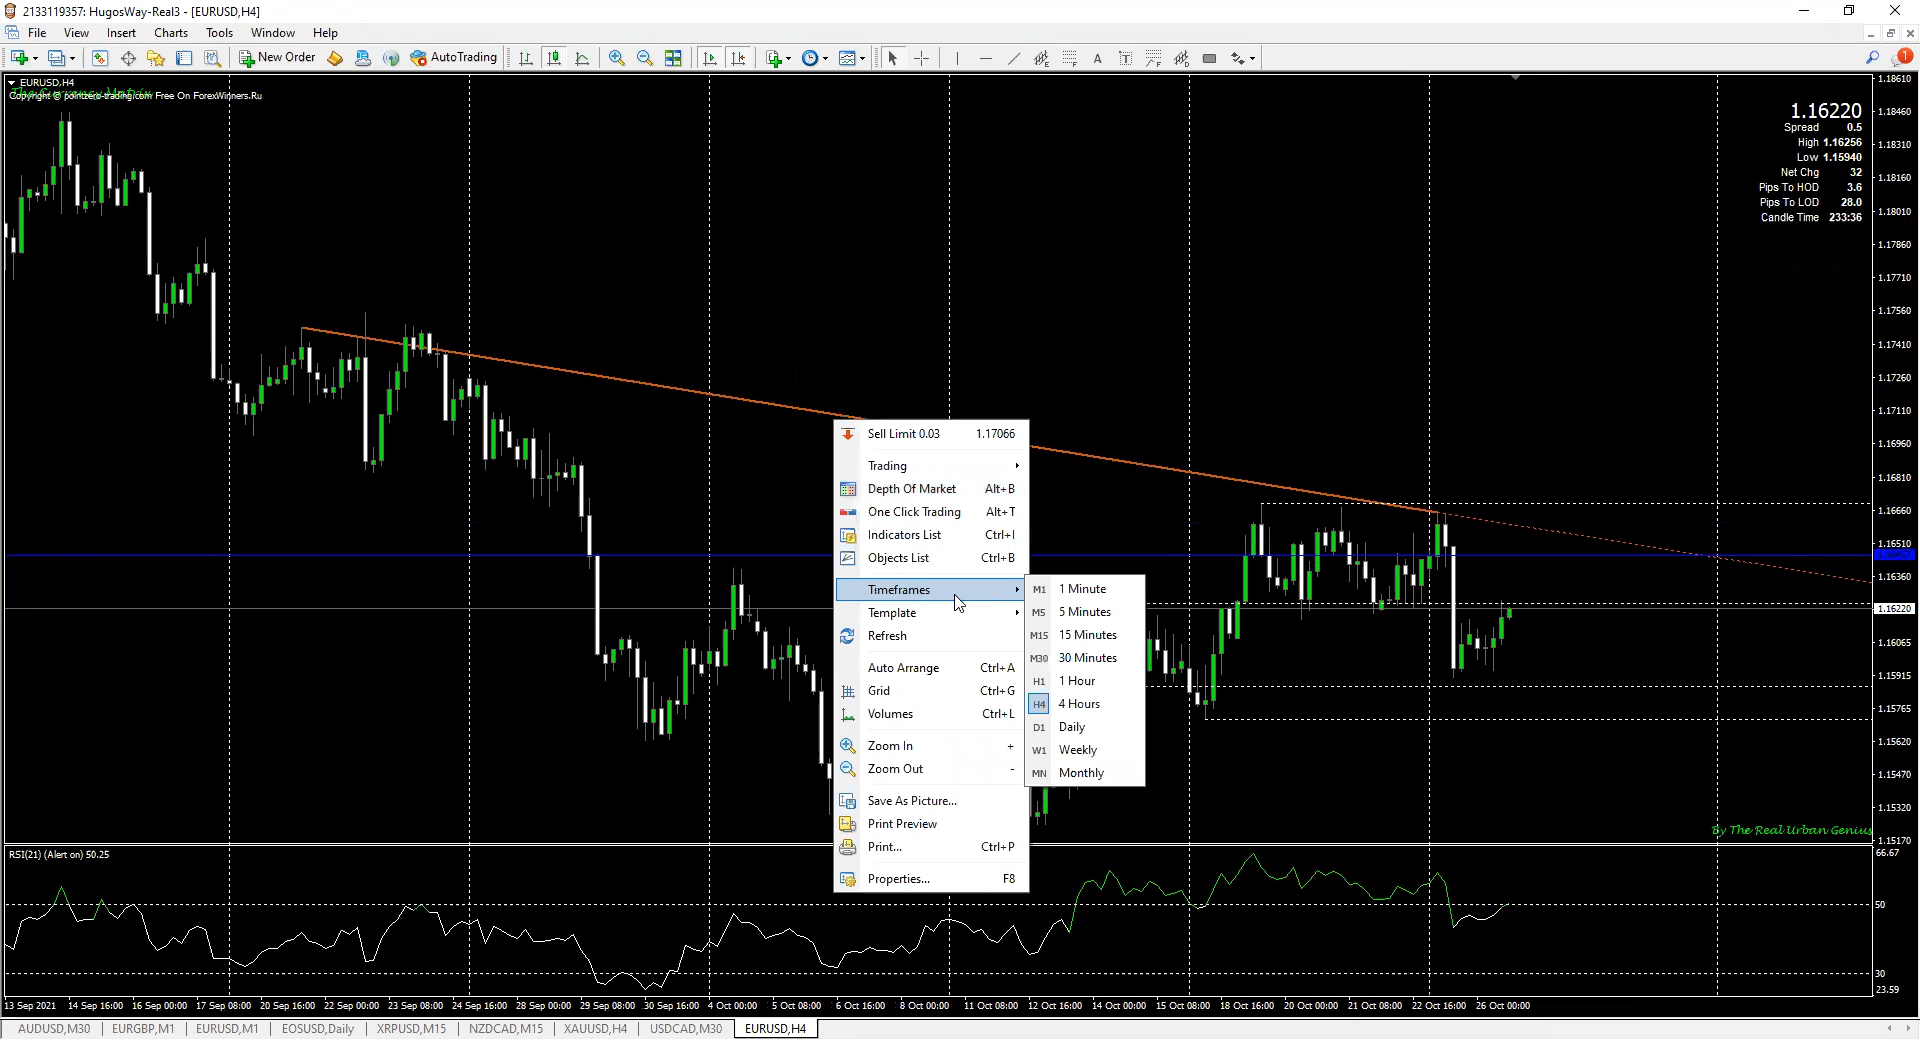 2133119357: HugosWay-Real3 - [EURUSD,H4]
File View Insert Charts Tools Window Help
New Order AutoTrading
A T 1
EURUSD,H4
The Currency Matrix
Copyright © pointzero-trading.com Free On ForexWinners.Ru
1.16220
Spread 0.5
High 1.16256
Low 1.15940
Net Chg 32
Pips To HOD 3.6
Pips To LOD 28.0
Candle Time 233:36
1.18610
1.18460
1.18310
1.18160
1.18010
1.17860
1.17710
1.17560
1.17410
1.17260
1.17110
1.16960
1.16810
1.16660
1.16510
1.16360
1.16220
1.16065
1.15915
1.15765
1.15620
1.15470
1.15320
1.15170
Sell Limit 0.03 1.17066
Trading
Depth Of Market Alt+B
One Click Trading Alt+T
Indicators List Ctrl+I
Objects List Ctrl+B
Timeframes
Template
Refresh
Auto Arrange Ctrl+A
Grid Ctrl+G
Volumes Ctrl+L
Zoom In +
Zoom Out -
Save As Picture...
Print Preview
Print... Ctrl+P
Properties... F8
M1 1 Minute
M5 5 Minutes
M15 15 Minutes
M30 30 Minutes
H1 1 Hour
H4 4 Hours
D1 Daily
W1 Weekly
MN Monthly
By The Real Urban Genius
RSI(21) (Alert on) 50.25
66.67
50
30
23.59
13 Sep 2021 14 Sep 16:00 16 Sep 00:00 17 Sep 08:00 20 Sep 16:00 22 Sep 00:00 23 Sep 08:00 24 Sep 16:00 28 Sep 00:00 29 Sep 08:00 30 Sep 16:00 4 Oct 00:00 5 Oct 08:00 6 Oct 16:00 8 Oct 00:00 11 Oct 08:00 12 Oct 16:00 14 Oct 00:00 15 Oct 08:00 18 Oct 16:00 20 Oct 00:00 21 Oct 08:00 22 Oct 16:00 26 Oct 00:00
AUDUSD,M30 EURGBP,M1 EURUSD,M1 EOSUSD,Daily XRPUSD,M15 NZDCAD,M15 XAUUSD,H4 USDCAD,M30 EURUSD,H4